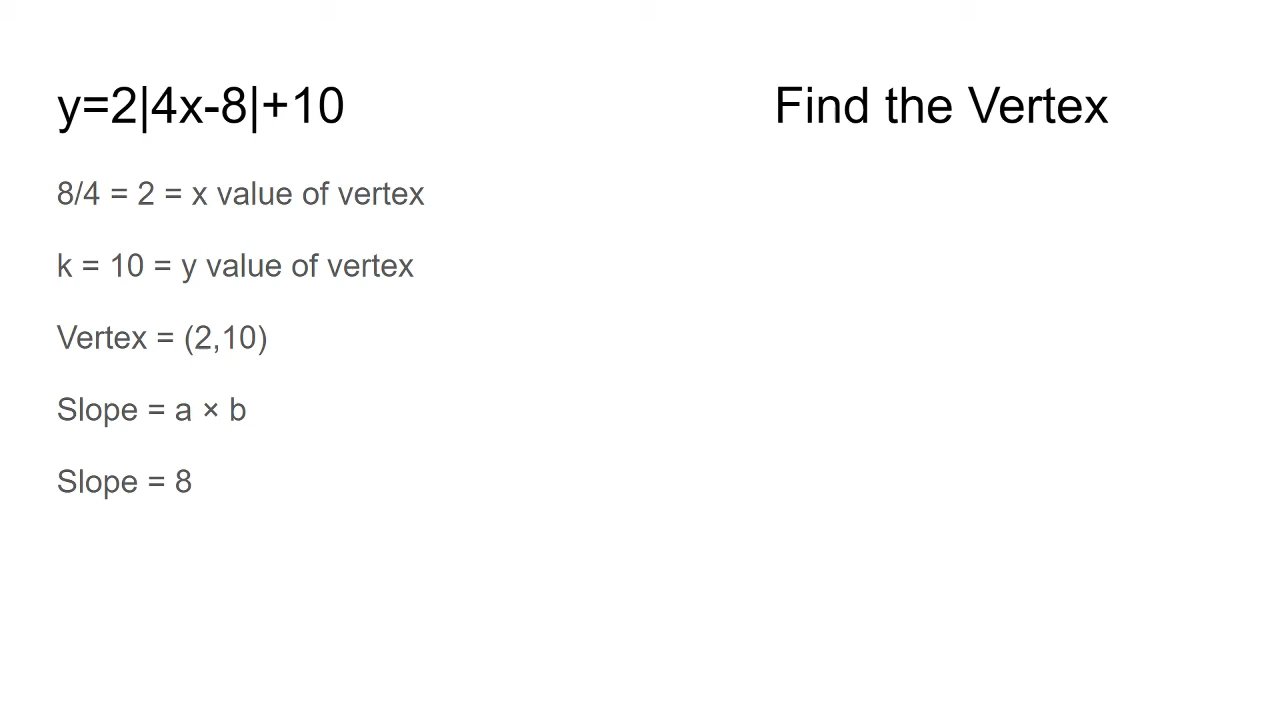 y=2|4x-8|+10
Find the Vertex
8/4 = 2 = x value of vertex
k = 10 = y value of vertex
Vertex = (2,10)
Slope = a × b
Slope = 8